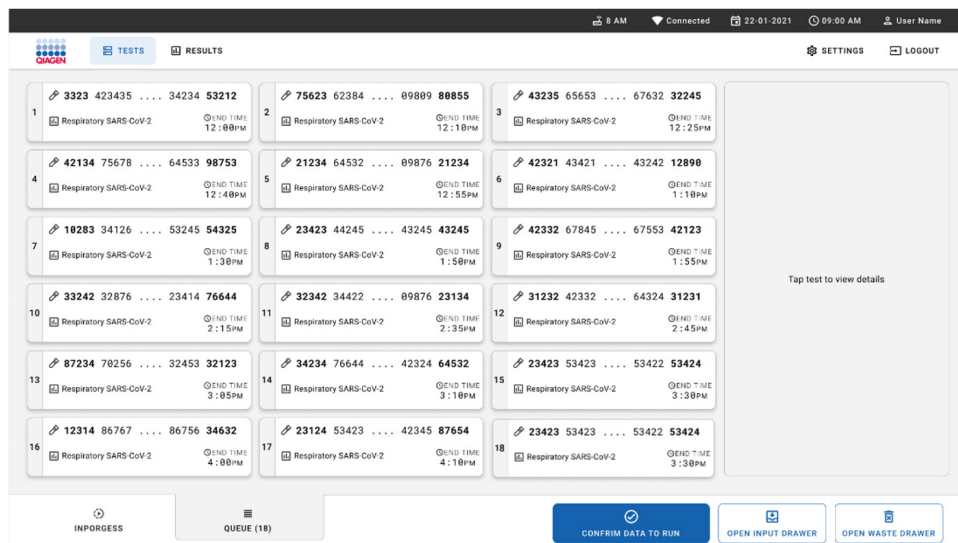 8 AM Connected 22-01-2021 09:00 AM User Name
QIAGEN TESTS RESULTS SETTINGS LOGOUT
1 3323 423435 .... 34234 53212
Respiratory SARS-CoV-2 END TIME 12:00PM
2 75623 62384 .... 09809 80855
Respiratory SARS-CoV-2 END TIME 12:10PM
3 43235 65653 .... 67632 32245
Respiratory SARS-CoV-2 END TIME 12:25PM
4 42134 75678 .... 64533 98753
Respiratory SARS-CoV-2 END TIME 12:40PM
5 21234 64532 .... 09876 21234
Respiratory SARS-CoV-2 END TIME 12:55PM
6 42321 43421 .... 43242 12890
Respiratory SARS-CoV-2 END TIME 1:10PM
7 10283 34126 .... 53245 54325
Respiratory SARS-CoV-2 END TIME 1:30PM
8 23423 44245 .... 43245 43245
Respiratory SARS-CoV-2 END TIME 1:50PM
9 42332 67845 .... 67553 42123
Respiratory SARS-CoV-2 END TIME 1:55PM
10 33242 32876 .... 23414 76644
Respiratory SARS-CoV-2 END TIME 2:15PM
11 32342 34422 .... 09876 23134
Respiratory SARS-CoV-2 END TIME 2:35PM
12 31232 42332 .... 64324 31231
Respiratory SARS-CoV-2 END TIME 2:45PM
13 87234 70256 .... 32453 32123
Respiratory SARS-CoV-2 END TIME 3:05PM
14 34234 76644 .... 42324 64532
Respiratory SARS-CoV-2 END TIME 3:10PM
15 23423 53423 .... 53422 53424
Respiratory SARS-CoV-2 END TIME 3:30PM
16 12314 86767 .... 86756 34632
Respiratory SARS-CoV-2 END TIME 4:00PM
17 23124 53423 .... 42345 87654
Respiratory SARS-CoV-2 END TIME 4:10PM
18 23423 53423 .... 53422 53424
Respiratory SARS-CoV-2 END TIME 3:30PM
Tap test to view details
INPORGESS QUEUE (18) CONFRIM DATA TO RUN OPEN INPUT DRAWER OPEN WASTE DRAWER